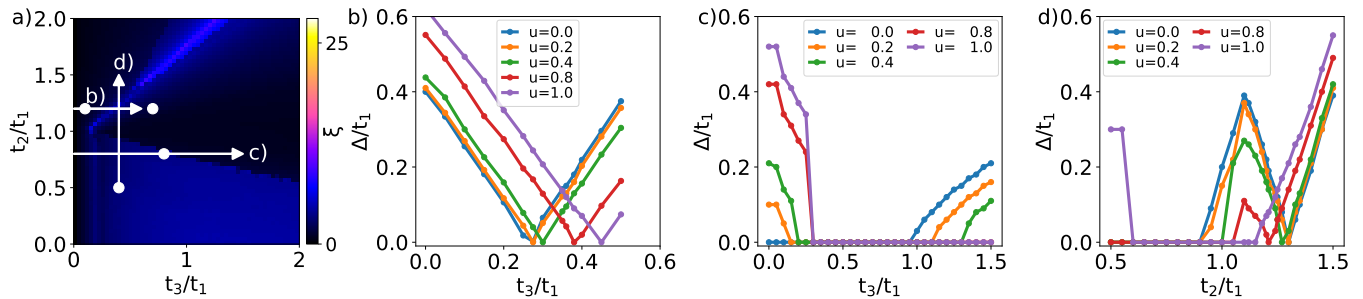 a)
2.0
1.5
1.0
0.5
0.0
t₂/t₁
d)
b)
c)
0
1
2
t₃/t₁
25
0
ξ
b)
0.6
0.4
0.2
0.0
Δ/t₁
u=0.0
u=0.2
u=0.4
u=0.8
u=1.0
0.0
0.2
0.4
0.6
t₃/t₁
c)
0.6
0.4
0.2
0.0
Δ/t₁
u= 0.0
u= 0.2
u= 0.4
u= 0.8
u= 1.0
0.0
0.5
1.0
1.5
t₃/t₁
d)
0.6
0.4
0.2
0.0
Δ/t₁
u=0.0
u=0.2
u=0.4
u=0.8
u=1.0
0.5
1.0
1.5
t₂/t₁